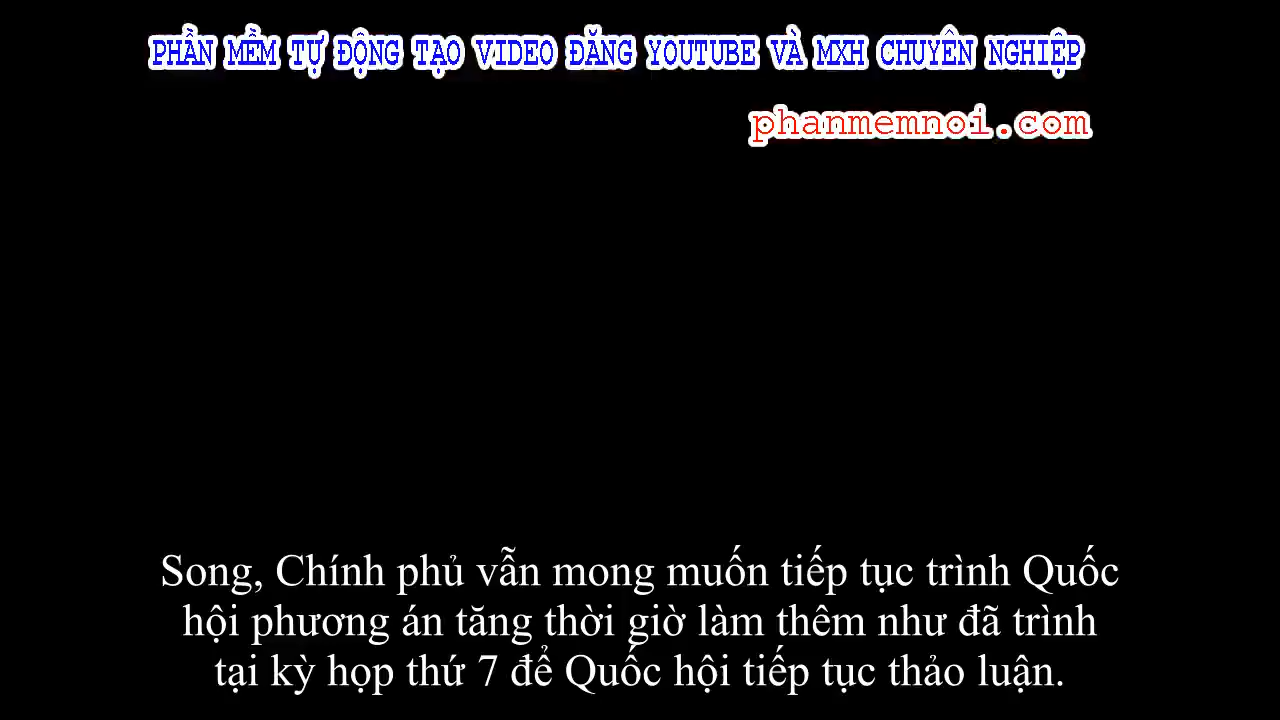 PHẦN MỀM TỰ ĐỘNG TẠO VIDEO ĐĂNG YOUTUBE VÀ MXH CHUYÊN NGHIỆP
phanmemnoi.com
Song, Chính phủ vẫn mong muốn tiếp tục trình Quốc
hội phương án tăng thời giờ làm thêm như đã trình
tại kỳ họp thứ 7 để Quốc hội tiếp tục thảo luận.